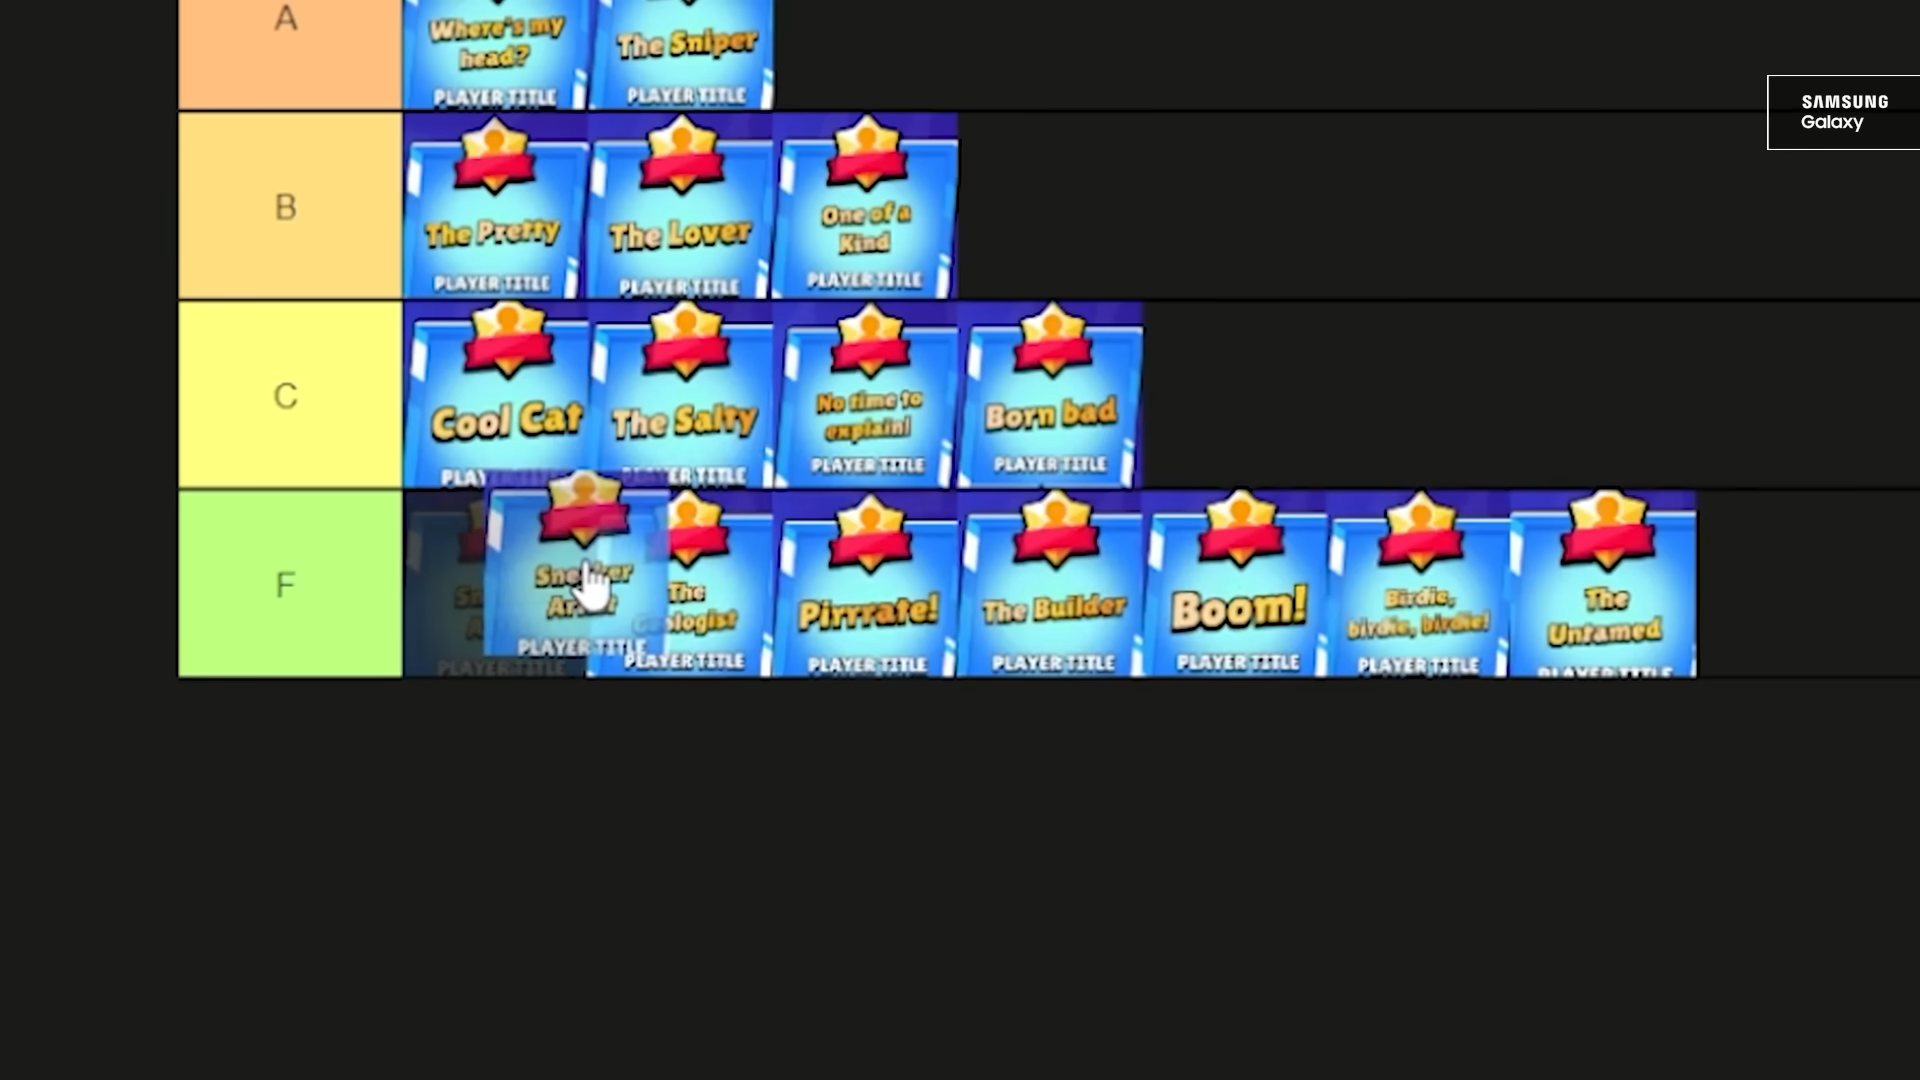 A
Where's my
head?
PLAYER TITLE
The Sniper
PLAYER TITLE
SAMSUNG
Galaxy
B
The Pretty
PLAYER TITLE
The Lover
PLAYER TITLE
One of a
Kind
PLAYER TITLE
C
Cool Cat
The Salty
No time to
explain!
PLAYER TITLE
Born bad
PLAYER TITLE
F
PLAYER TITLE
The
PLAYER TITLE
Pirrrate!
PLAYER TITLE
The Builder
PLAYER TITLE
Boom!
PLAYER TITLE
Birdie,
birdie, birdie!
PLAYER TITLE
The
Untamed
PLAYER TITLE